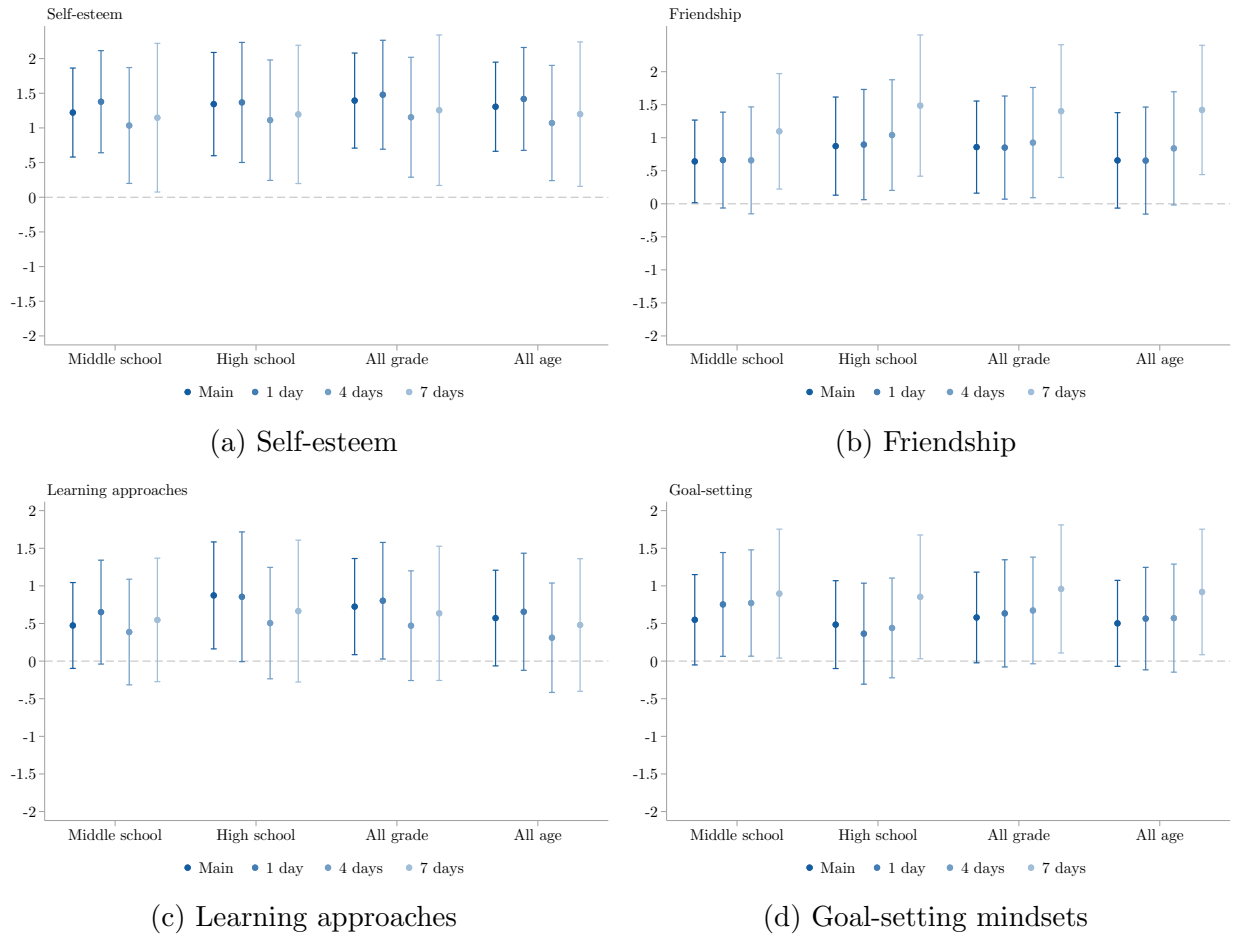 Self-esteem
2
1.5
1
.5
0
-.5
-1
-1.5
-2
Middle school High school All grade All age
Main 1 day 4 days 7 days
(a) Self-esteem
Friendship
2
1.5
1
.5
0
-.5
-1
-1.5
-2
Middle school High school All grade All age
Main 1 day 4 days 7 days
(b) Friendship
Learning approaches
2
1.5
1
.5
0
-.5
-1
-1.5
-2
Middle school High school All grade All age
Main 1 day 4 days 7 days
(c) Learning approaches
Goal-setting
2
1.5
1
.5
0
-.5
-1
-1.5
-2
Middle school High school All grade All age
Main 1 day 4 days 7 days
(d) Goal-setting mindsets